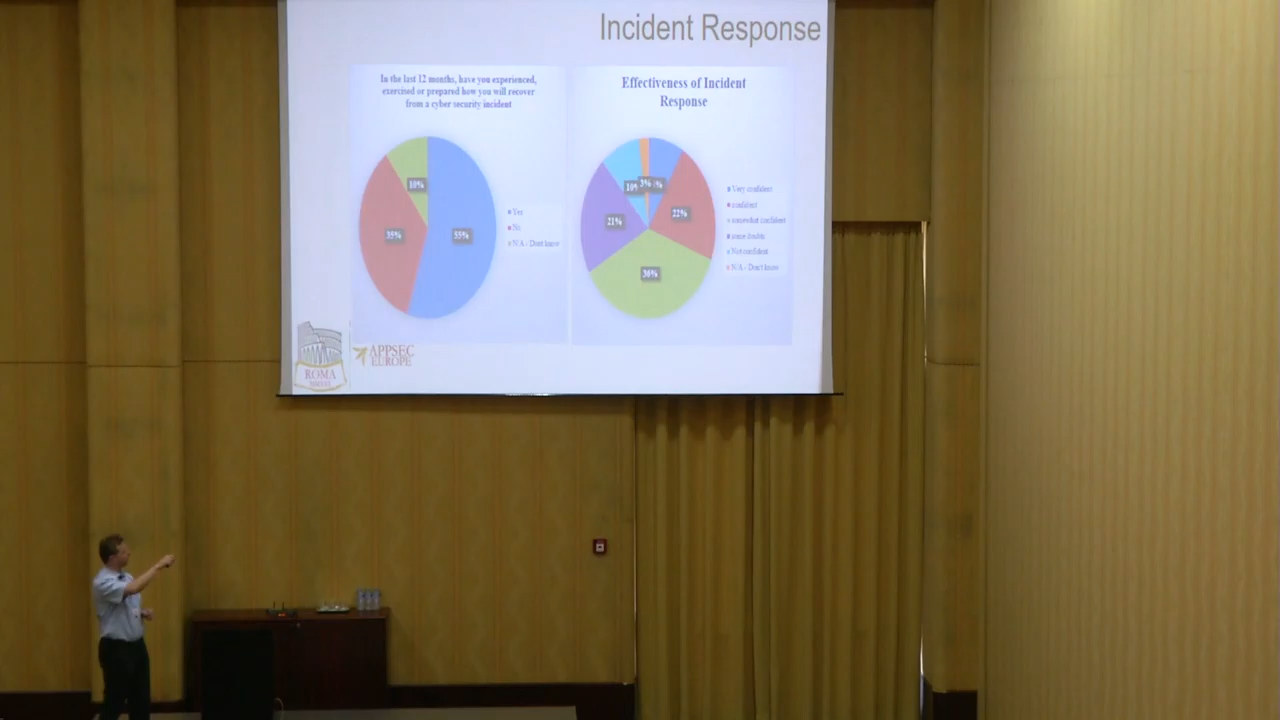 Incident Response
In the last 12 months, have you experienced,
exercised or prepared how you will recover
from a cyber security incident
10%
35%
55%
Yes
No
N/A - Don't know
Effectiveness of Incident
Response
10%
3%
22%
21%
36%
Very confident
confident
somewhat confident
some doubts
Not confident
N/A - Don't know
ROMA
APPSEC
EUROPE